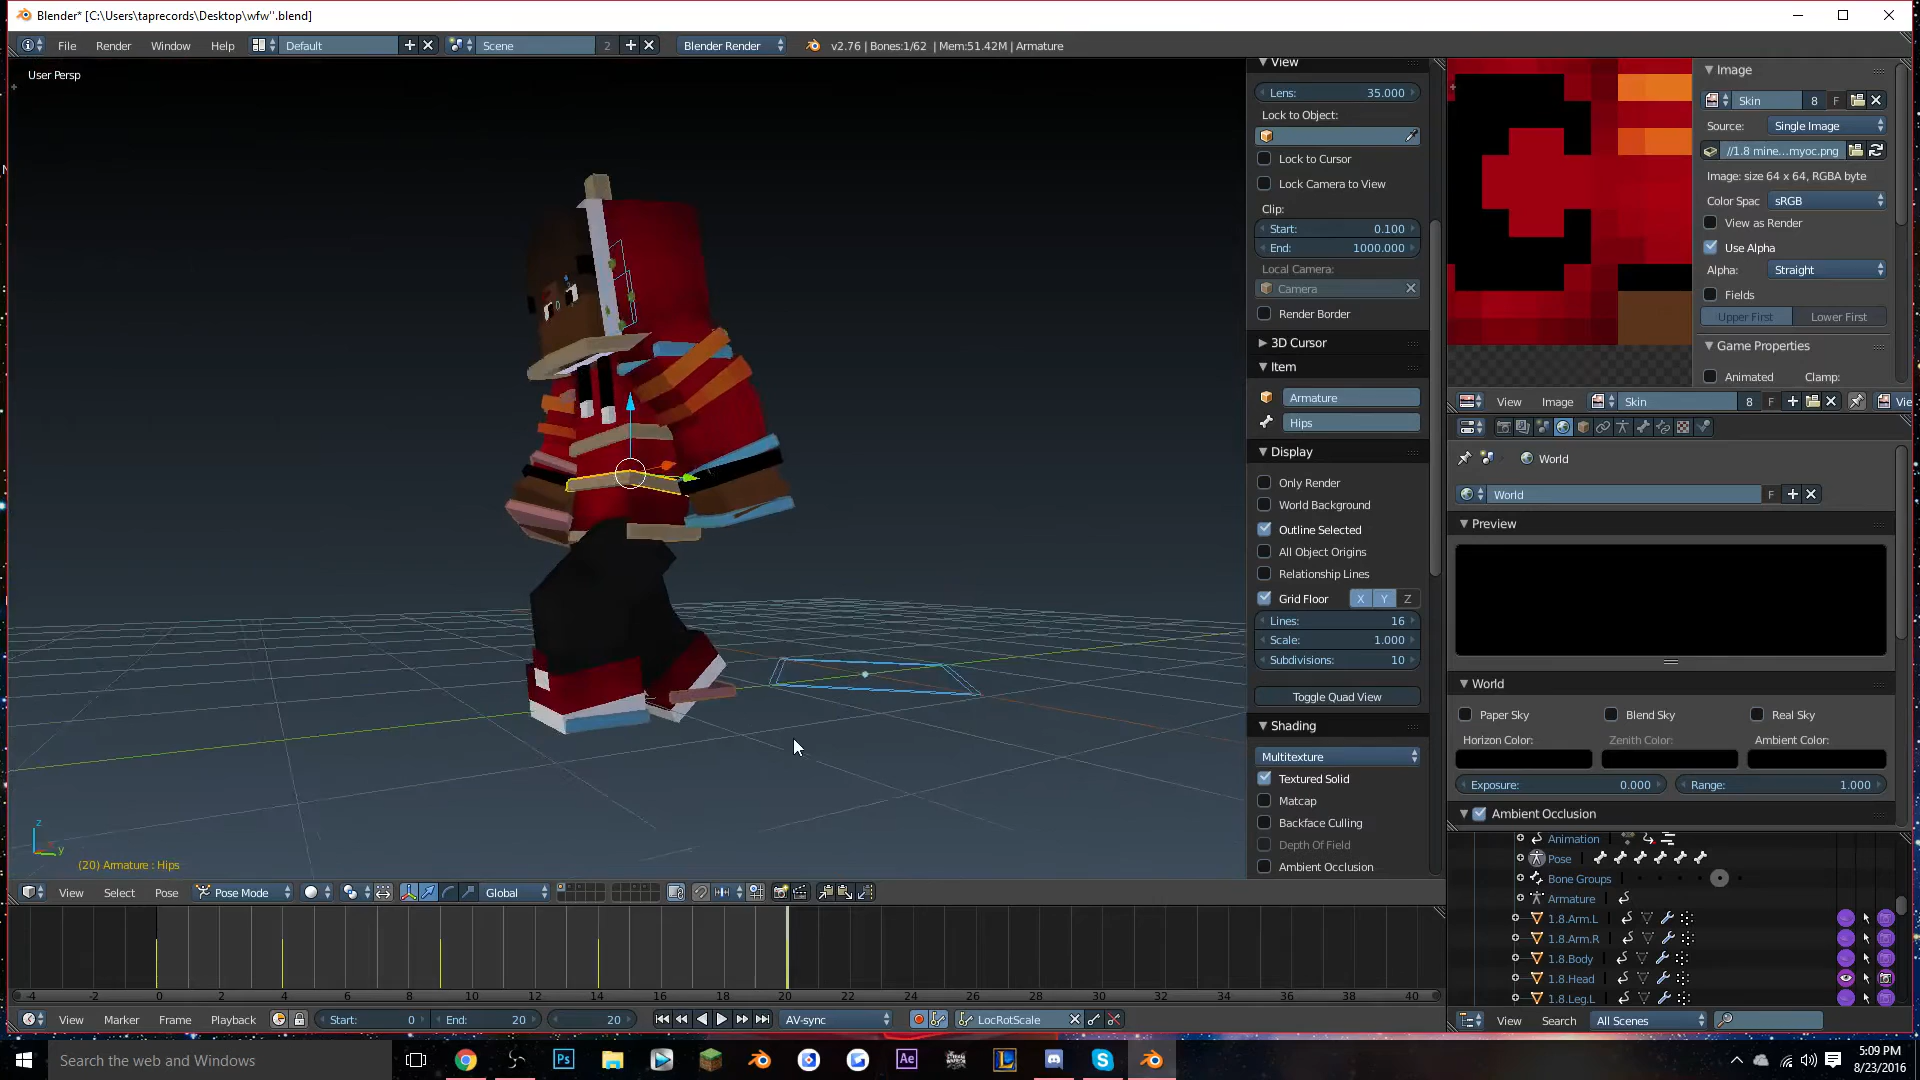 Blender* [C:\Users\taprecords\Desktop\wfw''.blend]
File Render Window Help Default Scene 2 Blender Render v2.76 | Bones:1/62 | Mem:51.42M | Armature
User Persp
View
Lens: 35.000
Lock to Object:
Lock to Cursor
Lock Camera to View
Clip:
Start: 0.100
End: 1000.000
Local Camera:
Camera
Render Border
3D Cursor
Item
Armature
Hips
Display
Only Render
World Background
Outline Selected
All Object Origins
Relationship Lines
Grid Floor X Y Z
Lines: 16
Scale: 1.000
Subdivisions: 10
Toggle Quad View
Shading
Multitexture
Textured Solid
Matcap
Backface Culling
Depth Of Field
Ambient Occlusion
Image
Skin 8 F
Source: Single Image
//1.8 mine...myoc.png
Image: size 64 x 64, RGBA byte
Color Spac sRGB
View as Render
Use Alpha
Alpha: Straight
Fields
Upper First Lower First
Game Properties
Animated Clamp:
View Image Skin 8 F Vie
World
World F
Preview
World
Paper Sky Blend Sky Real Sky
Horizon Color: Zenith Color: Ambient Color:
Exposure: 0.000 Range: 1.000
Ambient Occlusion
Animation
Pose
Bone Groups
Armature
1.8.Arm.L
1.8.Arm.R
1.8.Body
1.8.Head
1.8.Leg.L
View Search All Scenes
z
y
(20) Armature : Hips
View Select Pose Pose Mode Global
-4 -2 0 2 4 6 8 10 12 14 16 18 20 22 24 26 28 30 32 34 36 38 40
View Marker Frame Playback Start: 0 End: 20 20 AV-sync LocRotScale
Search the web and Windows
Ps
Ae
5:09 PM
8/23/2016